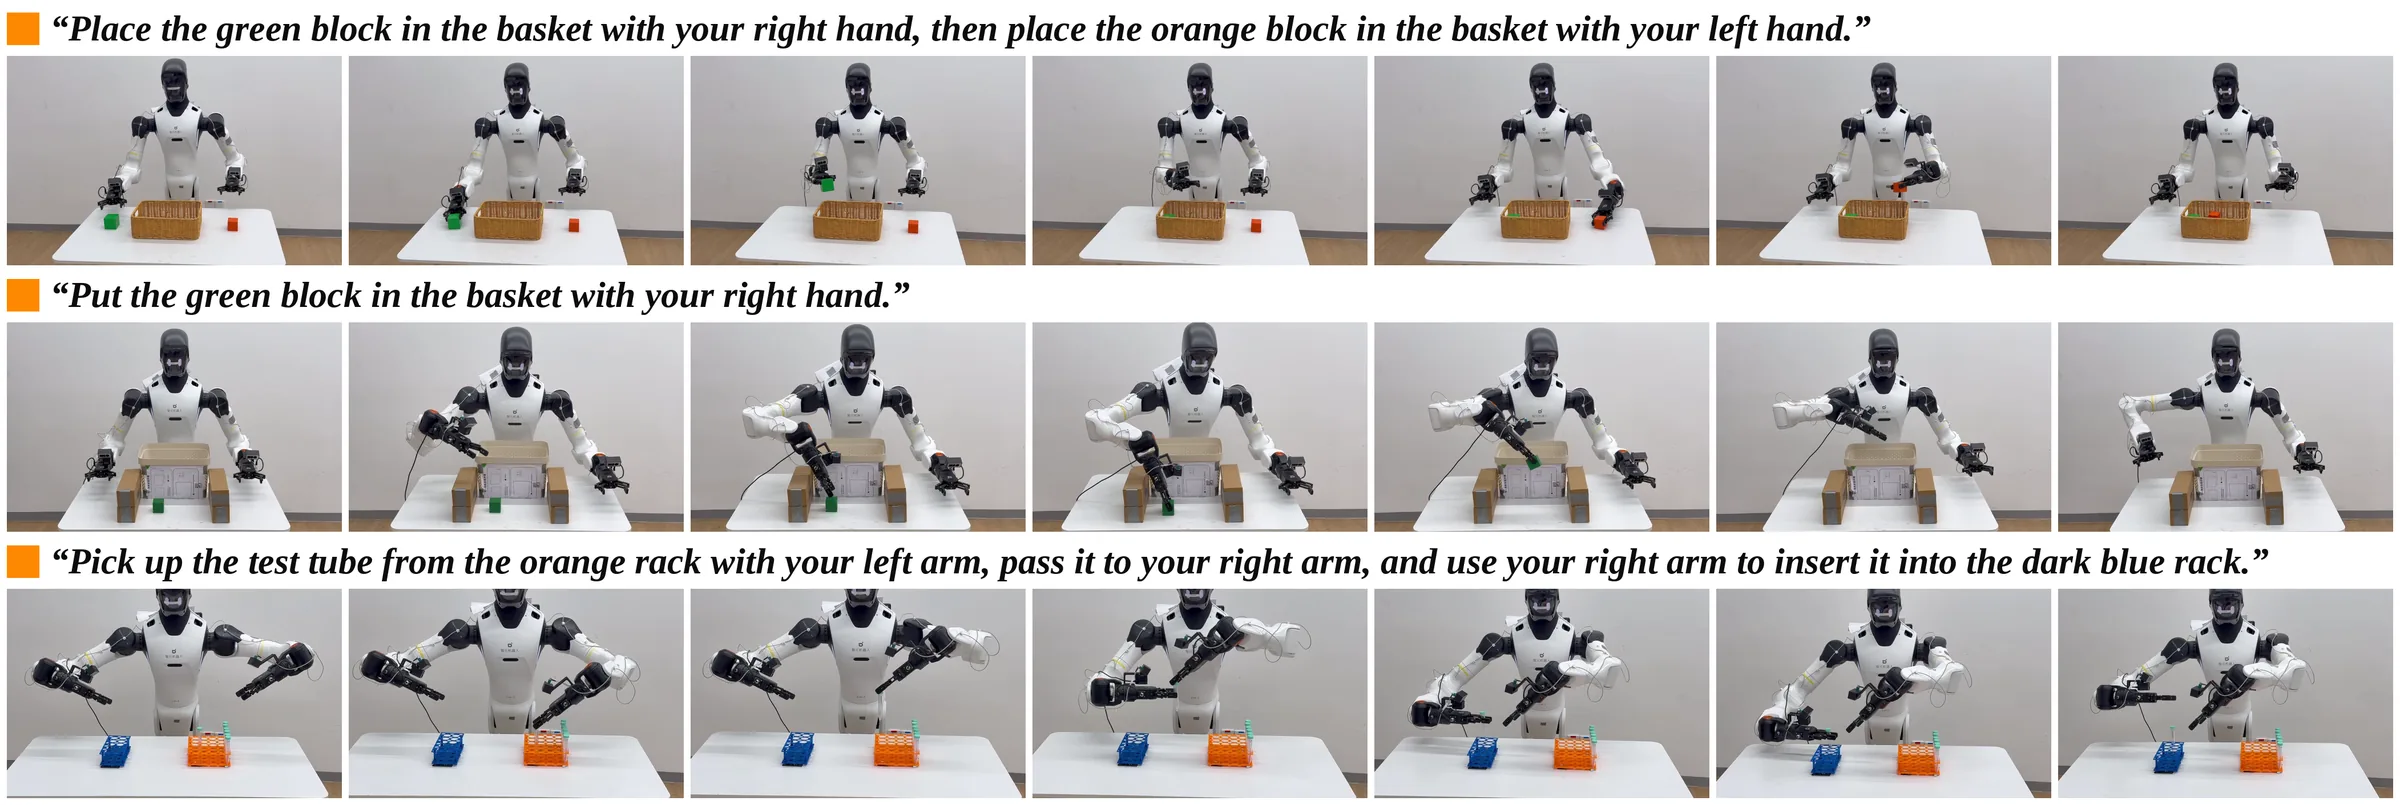 “Place the green block in the basket with your right hand, then place the orange block in the basket with your left hand.”
“Put the green block in the basket with your right hand.”
“Pick up the test tube from the orange rack with your left arm, pass it to your right arm, and use your right arm to insert it into the dark blue rack.”